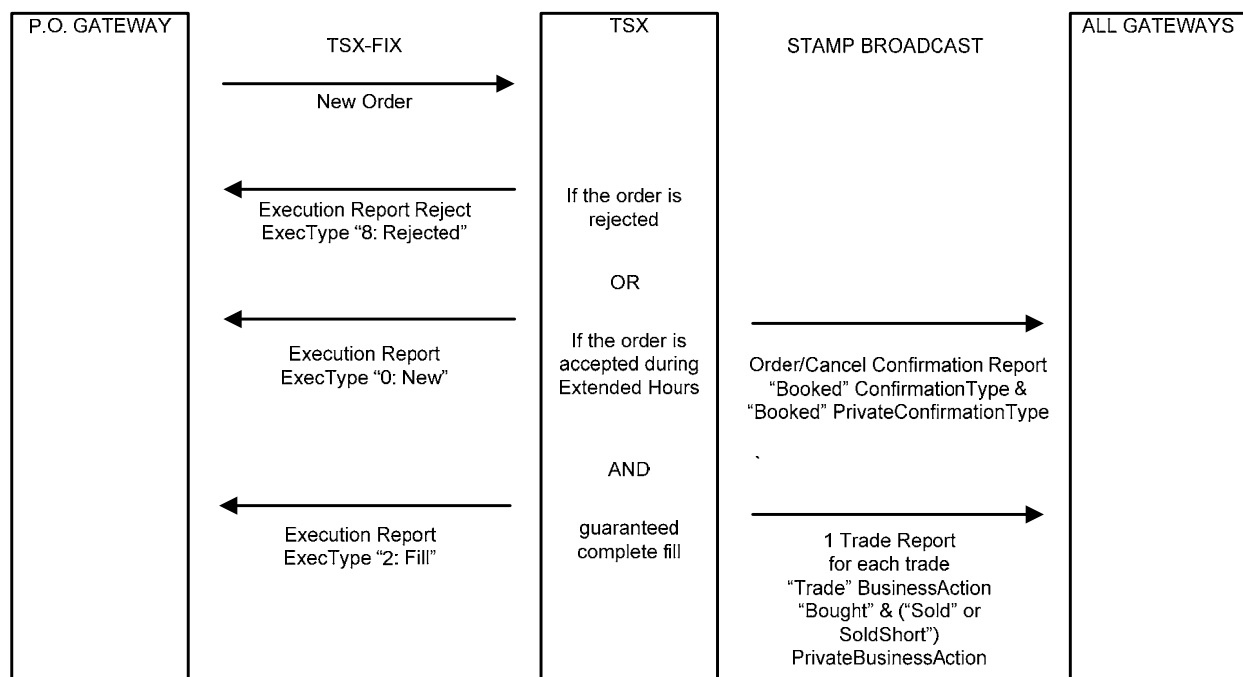 P.O. GATEWAY
TSX-FIX
TSX
STAMP BROADCAST
ALL GATEWAYS
New Order
Execution Report Reject
ExecType “8: Rejected”
If the order is
rejected
OR
Execution Report
ExecType “0: New”
If the order is
accepted during
Extended Hours
Order/Cancel Confirmation Report
“Booked” ConfirmationType &
“Booked” PrivateConfirmationType
`
AND
Execution Report
ExecType “2: Fill”
guaranteed
complete fill
1 Trade Report
for each trade
“Trade” BusinessAction
“Bought” & (“Sold” or
SoldShort”)
PrivateBusinessAction